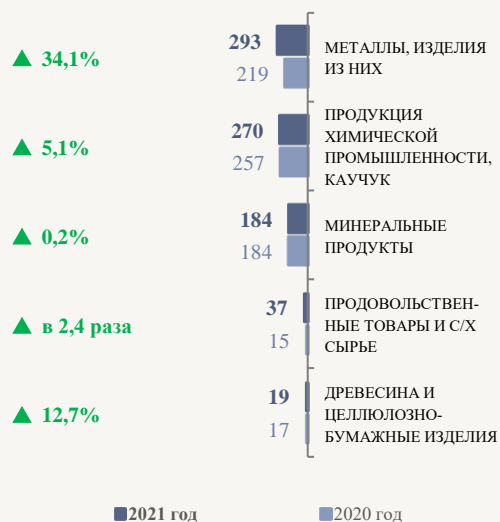 293
▲ 34,1%
219
МЕТАЛЛЫ, ИЗДЕЛИЯ
ИЗ НИХ
270
▲ 5,1%
257
ПРОДУКЦИЯ
ХИМИЧЕСКОЙ
ПРОМЫШЛЕННОСТИ,
КАУЧУК
184
▲ 0,2%
184
МИНЕРАЛЬНЫЕ
ПРОДУКТЫ
37
▲ в 2,4 раза
15
ПРОДОВОЛЬСТВЕН-
НЫЕ ТОВАРЫ И С/Х
СЫРЬЕ
19
▲ 12,7%
17
ДРЕВЕСИНА И
ЦЕЛЛЮЛОЗНО-
БУМАЖНЫЕ ИЗДЕЛИЯ
2021 год
2020 год